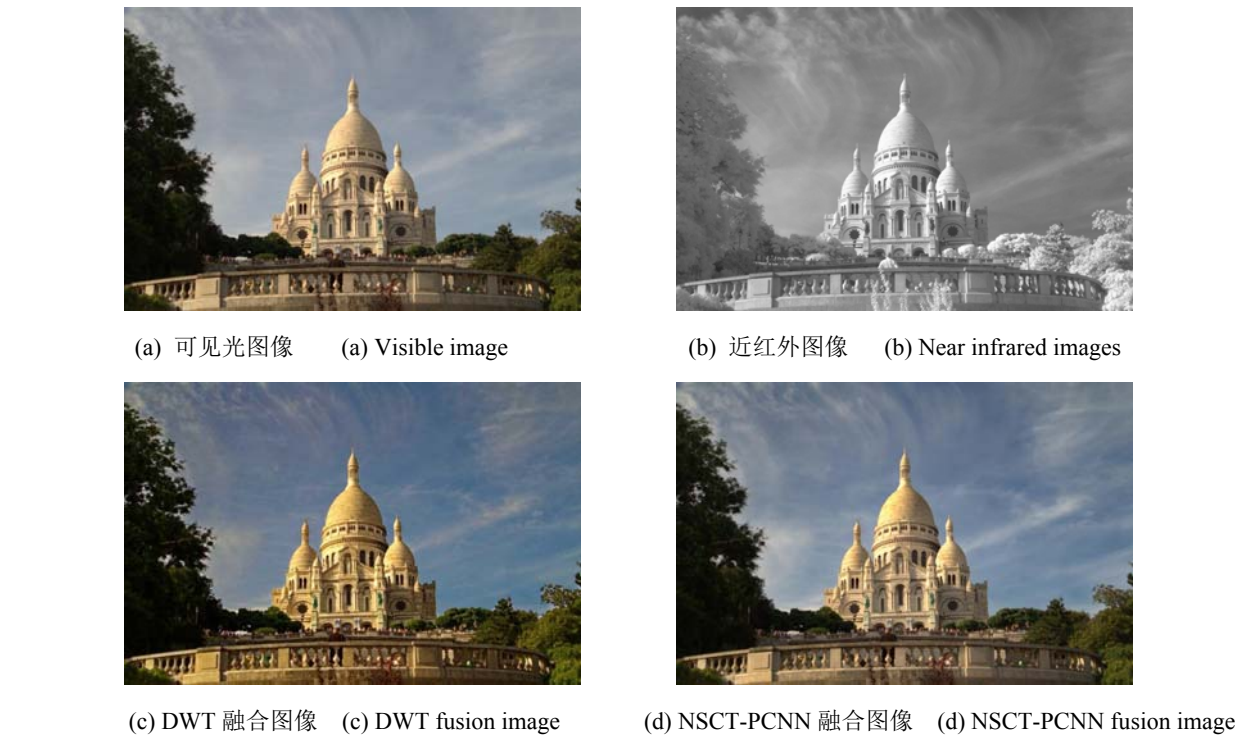 (a) 可见光图像 (a) Visible image
(b) 近红外图像 (b) Near infrared images
(c) DWT 融合图像 (c) DWT fusion image
(d) NSCT-PCNN 融合图像 (d) NSCT-PCNN fusion image